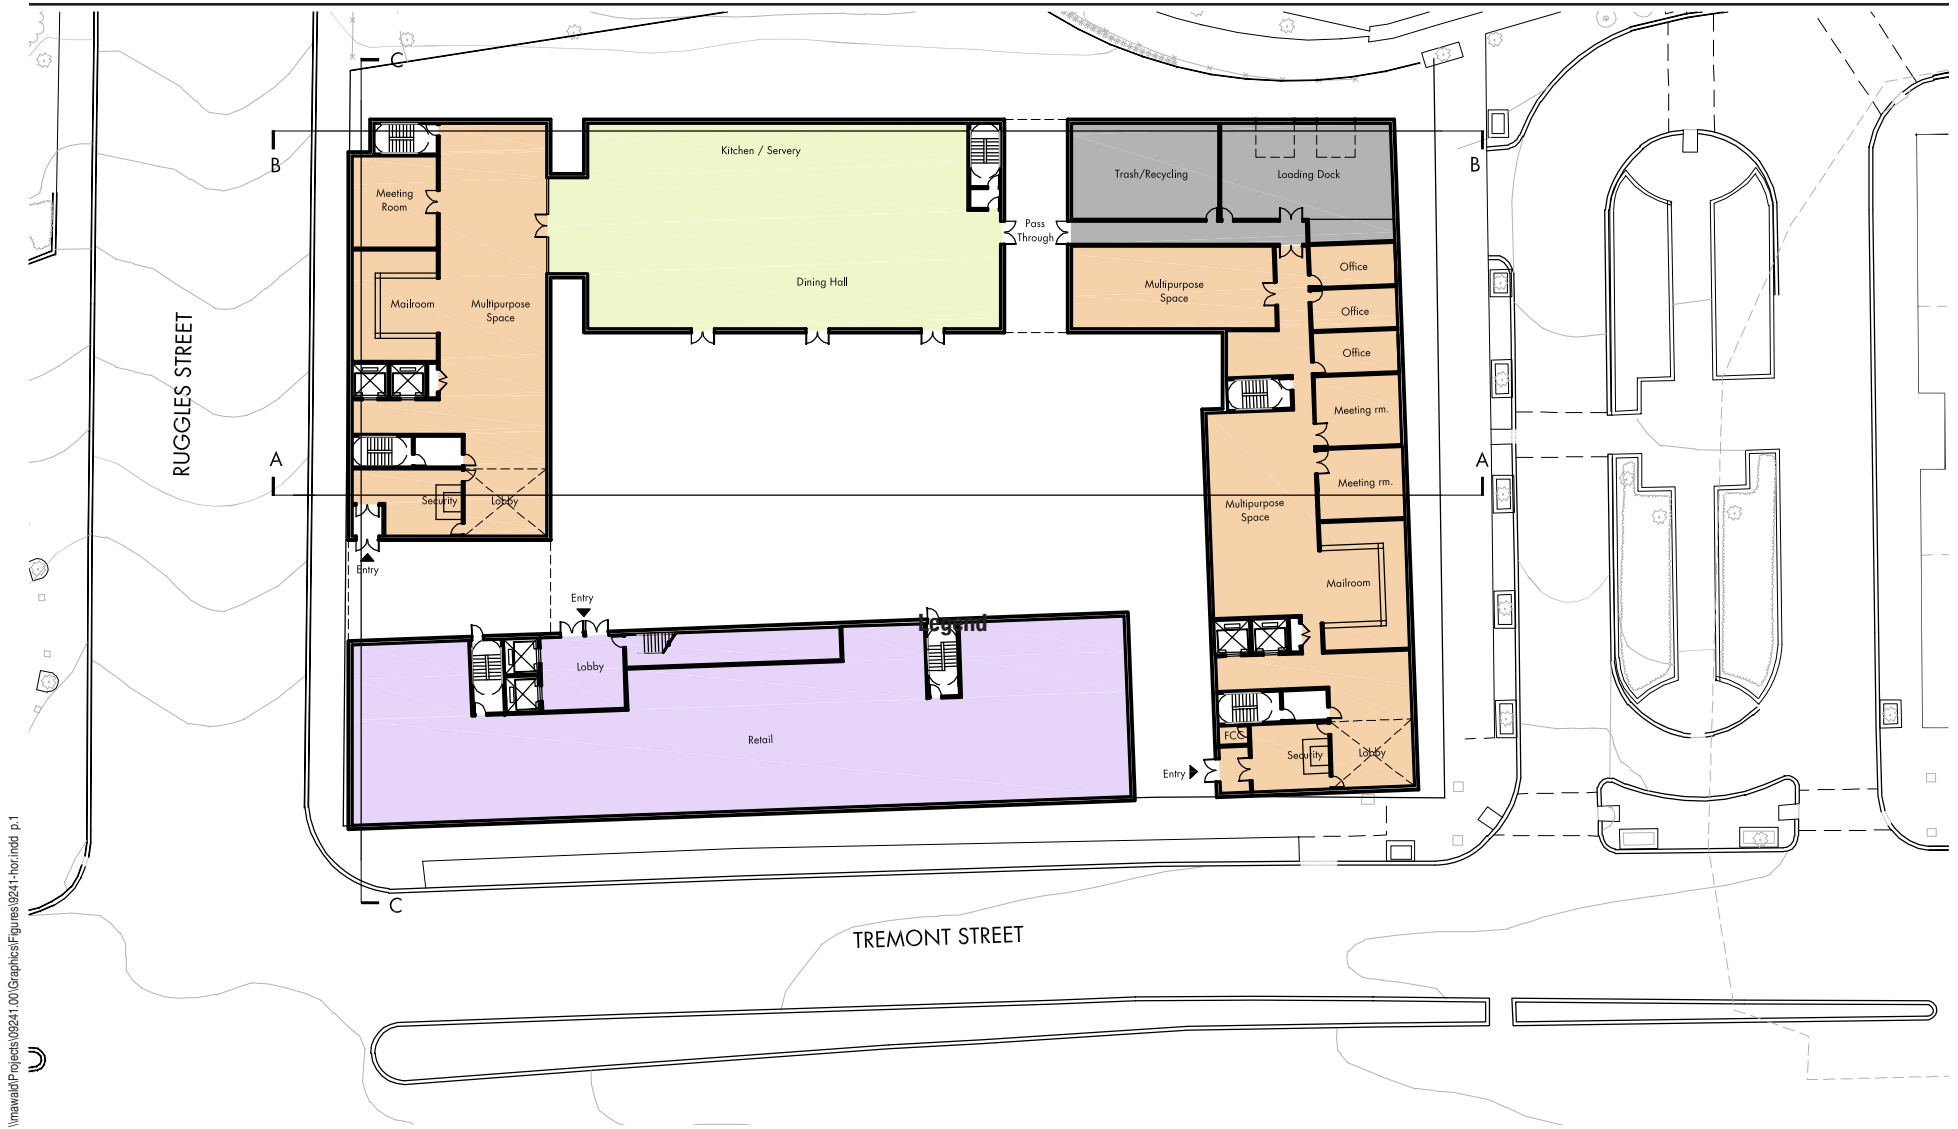 C
B
B
Kitchen / Servery
Trash/Recycling
Loading Dock
Meeting
Room
Pass
Through
Office
Dining Hall
Multipurpose
Space
Mailroom
Multipurpose
Space
Office
Office
RUGGLES STREET
Meeting rm.
A
A
Meeting rm.
Security
Lobby
Multipurpose
Space
Entry
Mailroom
Entry
Legend
Lobby
Retail
FCC
Security
Lobby
Entry
C
TREMONT STREET
\\mawald\Projects\09241.00\Graphics\Figures\9241-hor.indd p.1